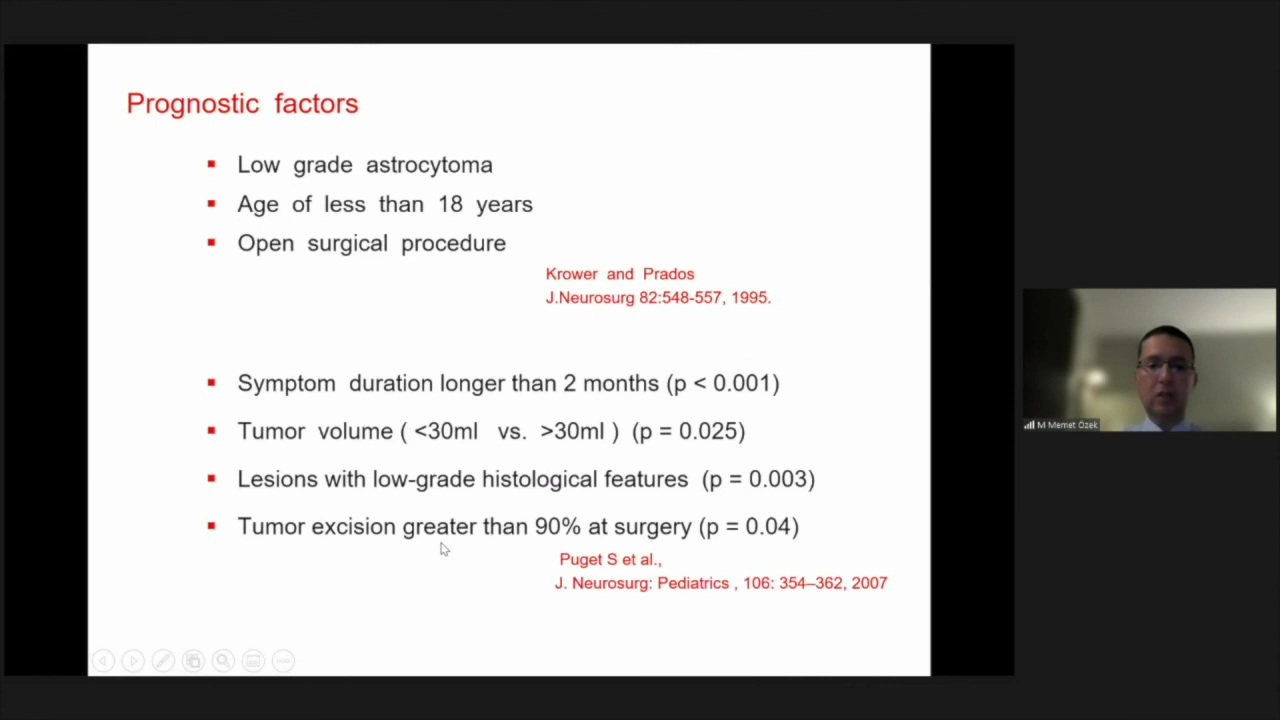 Prognostic factors
Low grade astrocytoma
Age of less than 18 years
Open surgical procedure
Krower and Prados
J.Neurosurg 82:548-557, 1995.
Symptom duration longer than 2 months (p < 0.001)
Tumor volume ( <30ml vs. >30ml ) (p = 0.025)
Lesions with low-grade histological features (p = 0.003)
Tumor excision greater than 90% at surgery (p = 0.04)
Puget S et al.,
J. Neurosurg: Pediatrics , 106: 354–362, 2007
M Memet Özek